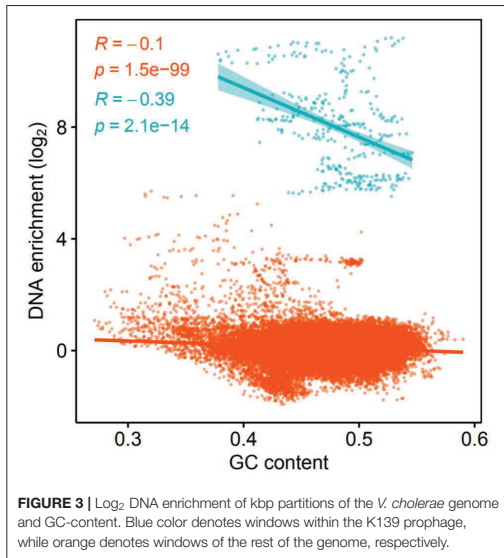 R = −0.1
p = 1.5e−99
R = −0.39
p = 2.1e−14
DNA enrichment (log₂)
8
4
0
0.3 0.4 0.5 0.6
GC content
FIGURE 3 | Log₂ DNA enrichment of kbp partitions of the V. cholerae genome
and GC-content. Blue color denotes windows within the K139 prophage,
while orange denotes windows of the rest of the genome, respectively.